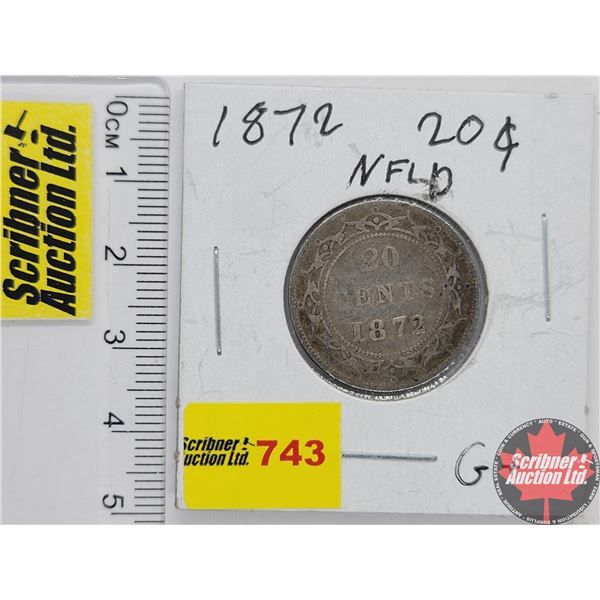 Scribner
Auction Ltd.
0CM 1 2 3 4 5
1872 20¢
NFLD
20
CENTS
1872
Scribner
Auction Ltd. 743
G
Scribner
Auction Ltd.